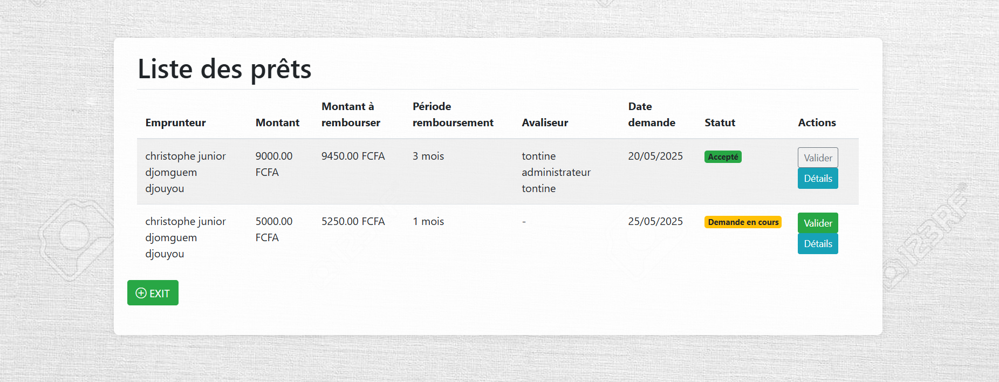 Liste des prêts
Emprunteur Montant Montant à rembourser Période remboursement Avaliseur Date demande Statut Actions
christophe junior djomguem djouyou 9000.00 FCFA 9450.00 FCFA 3 mois tontine administrateur tontine 20/05/2025 Accepté Valider Détails
christophe junior djomguem djouyou 5000.00 FCFA 5250.00 FCFA 1 mois - 25/05/2025 Demande en cours Valider Détails
EXIT
123RF